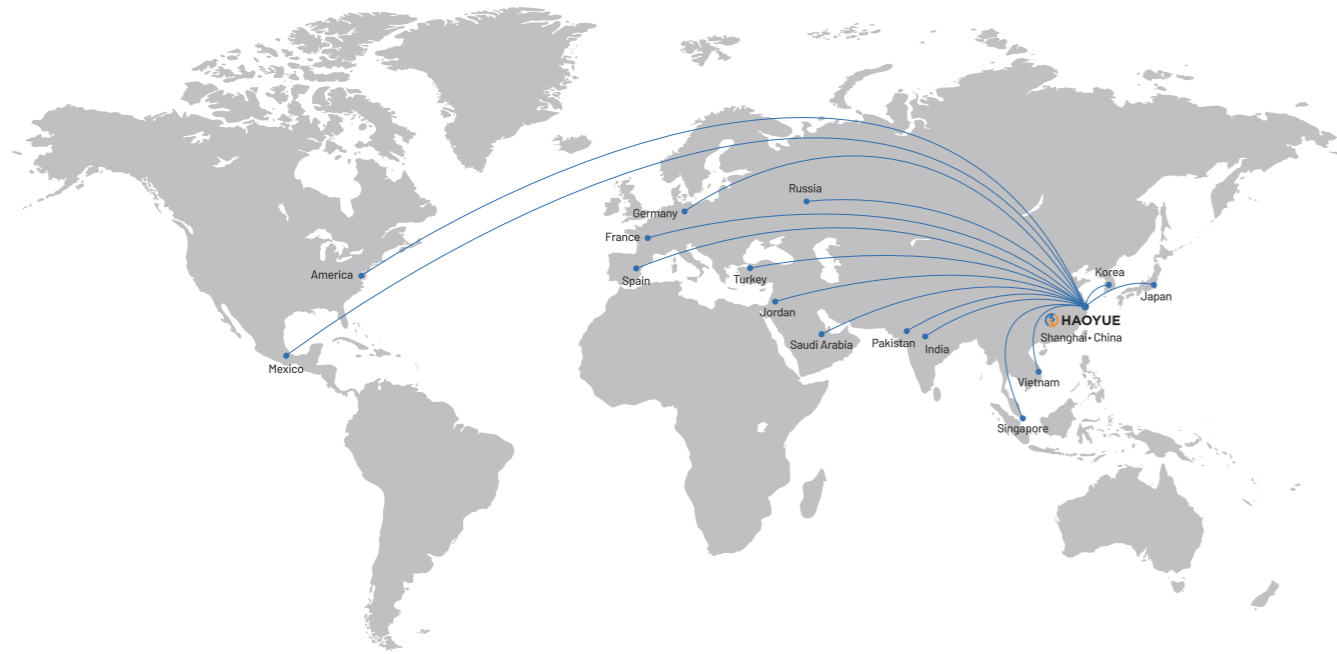 Russia
Germany
France
America
Spain
Turkey
Korea
Japan
Jordan
HAOYUE
Shanghai•China
Saudi Arabia
Pakistan
India
Mexico
Vietnam
Singapore